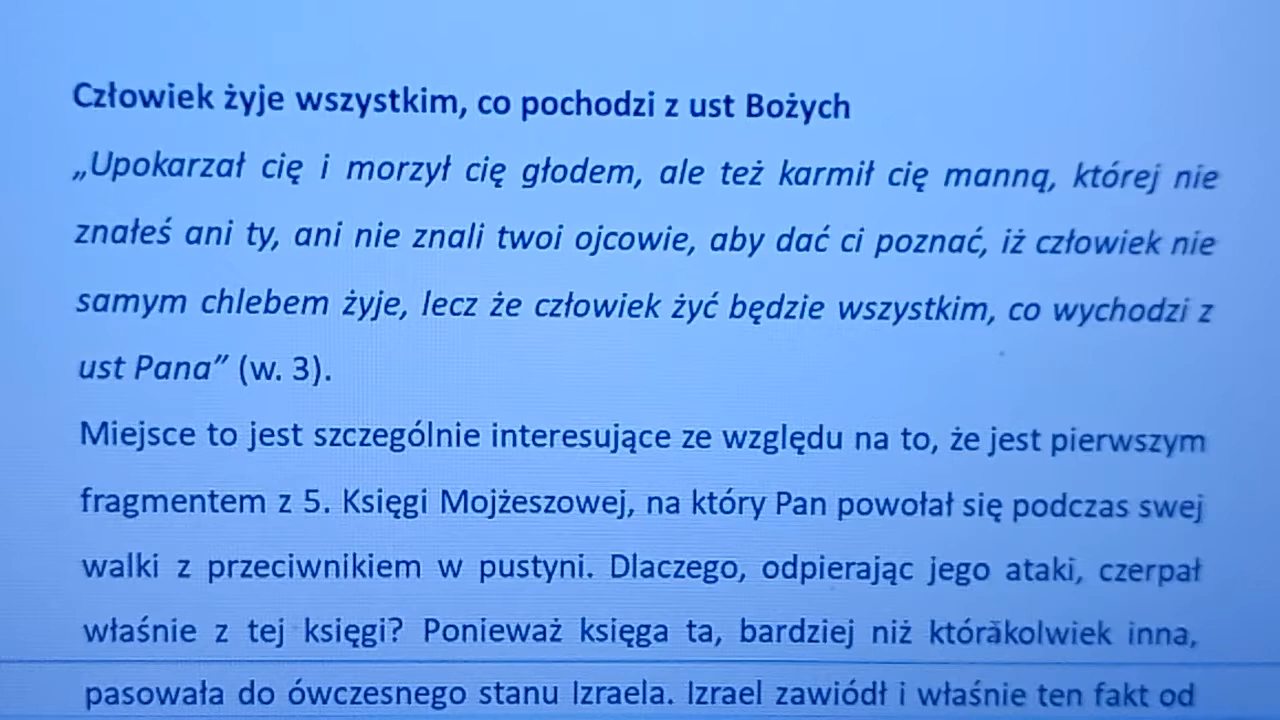 Człowiek żyje wszystkim, co pochodzi z ust Bożych
„Upokarzał cię i morzył cię głodem, ale też karmił cię manną, której nie
znałeś ani ty, ani nie znali twoi ojcowie, aby dać ci poznać, iż człowiek nie
samym chlebem żyje, lecz że człowiek żyć będzie wszystkim, co wychodzi z
ust Pana” (w. 3).
Miejsce to jest szczególnie interesujące ze względu na to, że jest pierwszym
fragmentem z 5. Księgi Mojżeszowej, na który Pan powołał się podczas swej
walki z przeciwnikiem w pustyni. Dlaczego, odpierając jego ataki, czerpał
właśnie z tej księgi? Ponieważ księga ta, bardziej niż którăkolwiek inna,
pasowała do ówczesnego stanu Izraela. Izrael zawiódł i właśnie ten fakt od